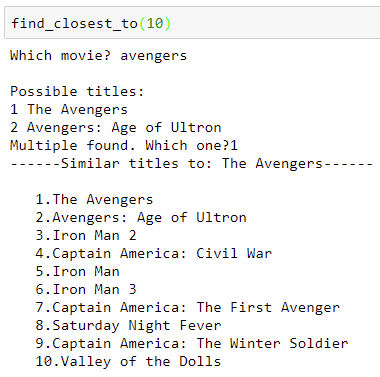 find_closest_to(10)
Which movie? avengers
Possible titles:
1 The Avengers
2 Avengers: Age of Ultron
Multiple found. Which one?1
------Similar titles to: The Avengers------
1.The Avengers
2.Avengers: Age of Ultron
3.Iron Man 2
4.Captain America: Civil War
5.Iron Man
6.Iron Man 3
7.Captain America: The First Avenger
8.Saturday Night Fever
9.Captain America: The Winter Soldier
10.Valley of the Dolls